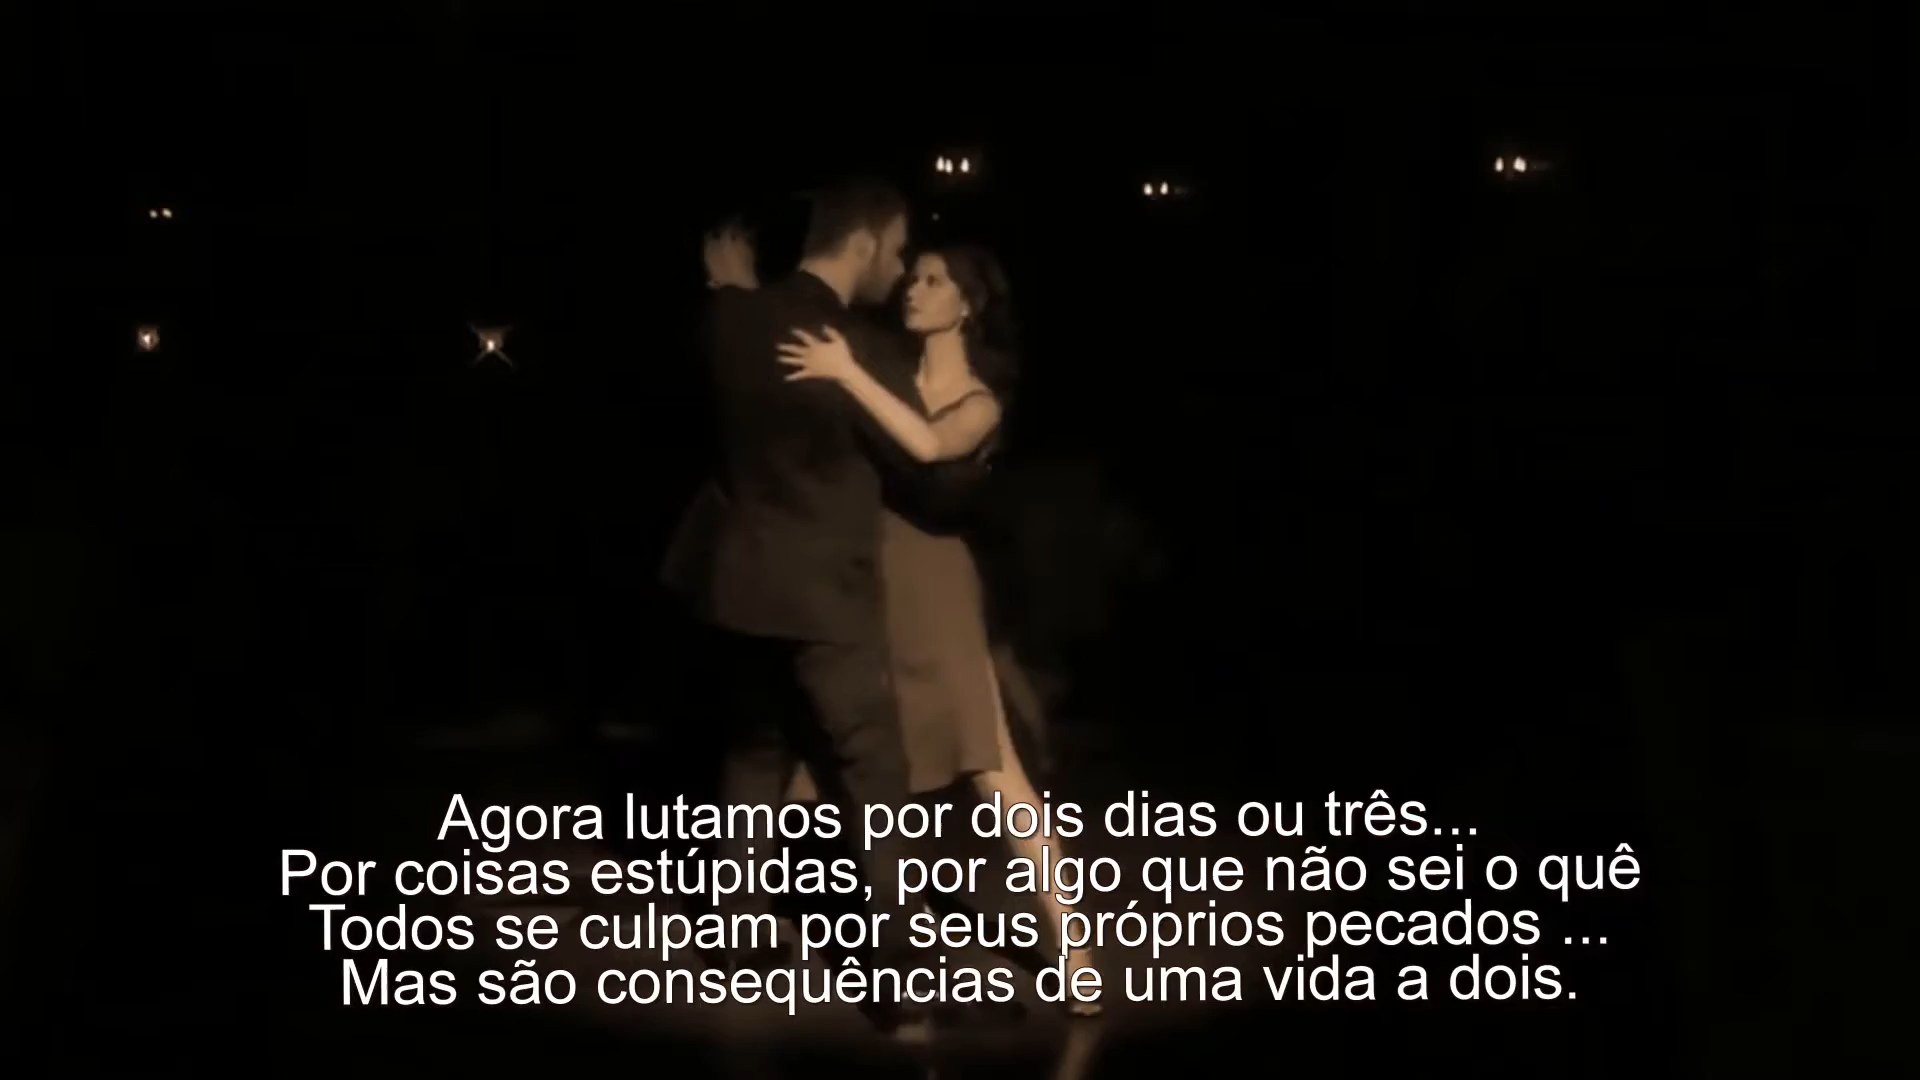 Agora lutamos por dois dias ou três...
Por coisas estúpidas, por algo que não sei o quê
Todos se culpam por seus próprios pecados ...
Mas são consequências de uma vida a dois.